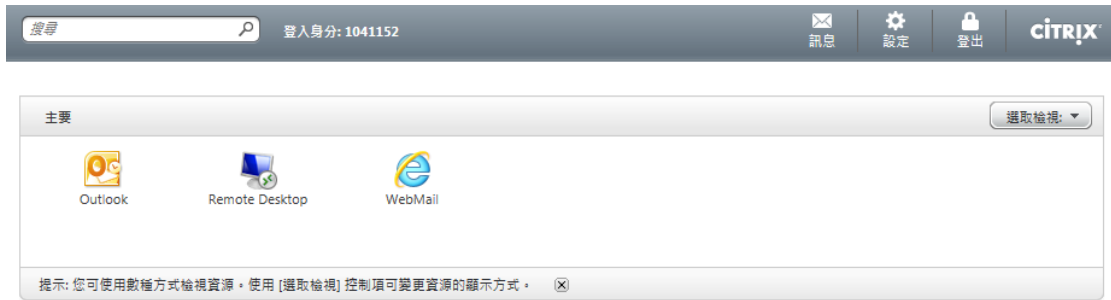 搜尋
登入身分: 1041152
訊息
設定
登出
CITRIX
主要
選取檢視:
Outlook
Remote Desktop
WebMail
提示: 您可使用數種方式檢視資源。使用 [選取檢視] 控制項可變更資源的顯示方式。